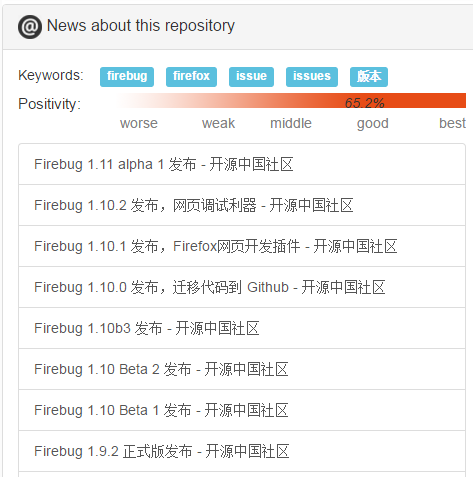 @ News about this repository
Keywords: firebug firefox issue issues 版本
Positivity: 65.2%
worse weak middle good best
Firebug 1.11 alpha 1 发布 - 开源中国社区
Firebug 1.10.2 发布，网页调试利器 - 开源中国社区
Firebug 1.10.1 发布，Firefox网页开发插件 - 开源中国社区
Firebug 1.10.0 发布，迁移代码到 Github - 开源中国社区
Firebug 1.10b3 发布 - 开源中国社区
Firebug 1.10 Beta 2 发布 - 开源中国社区
Firebug 1.10 Beta 1 发布 - 开源中国社区
Firebug 1.9.2 正式版发布 - 开源中国社区